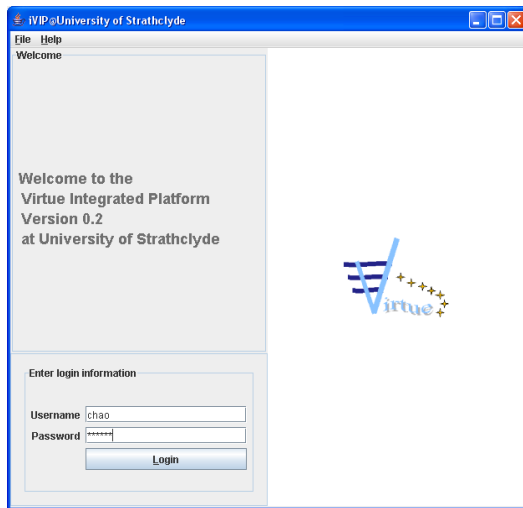 iVIP@University of Strathclyde
File Help
Welcome
Welcome to the
Virtue Integrated Platform
Version 0.2
at University of Strathclyde
Virtue
Enter login information
Username chao
Password ******
Login